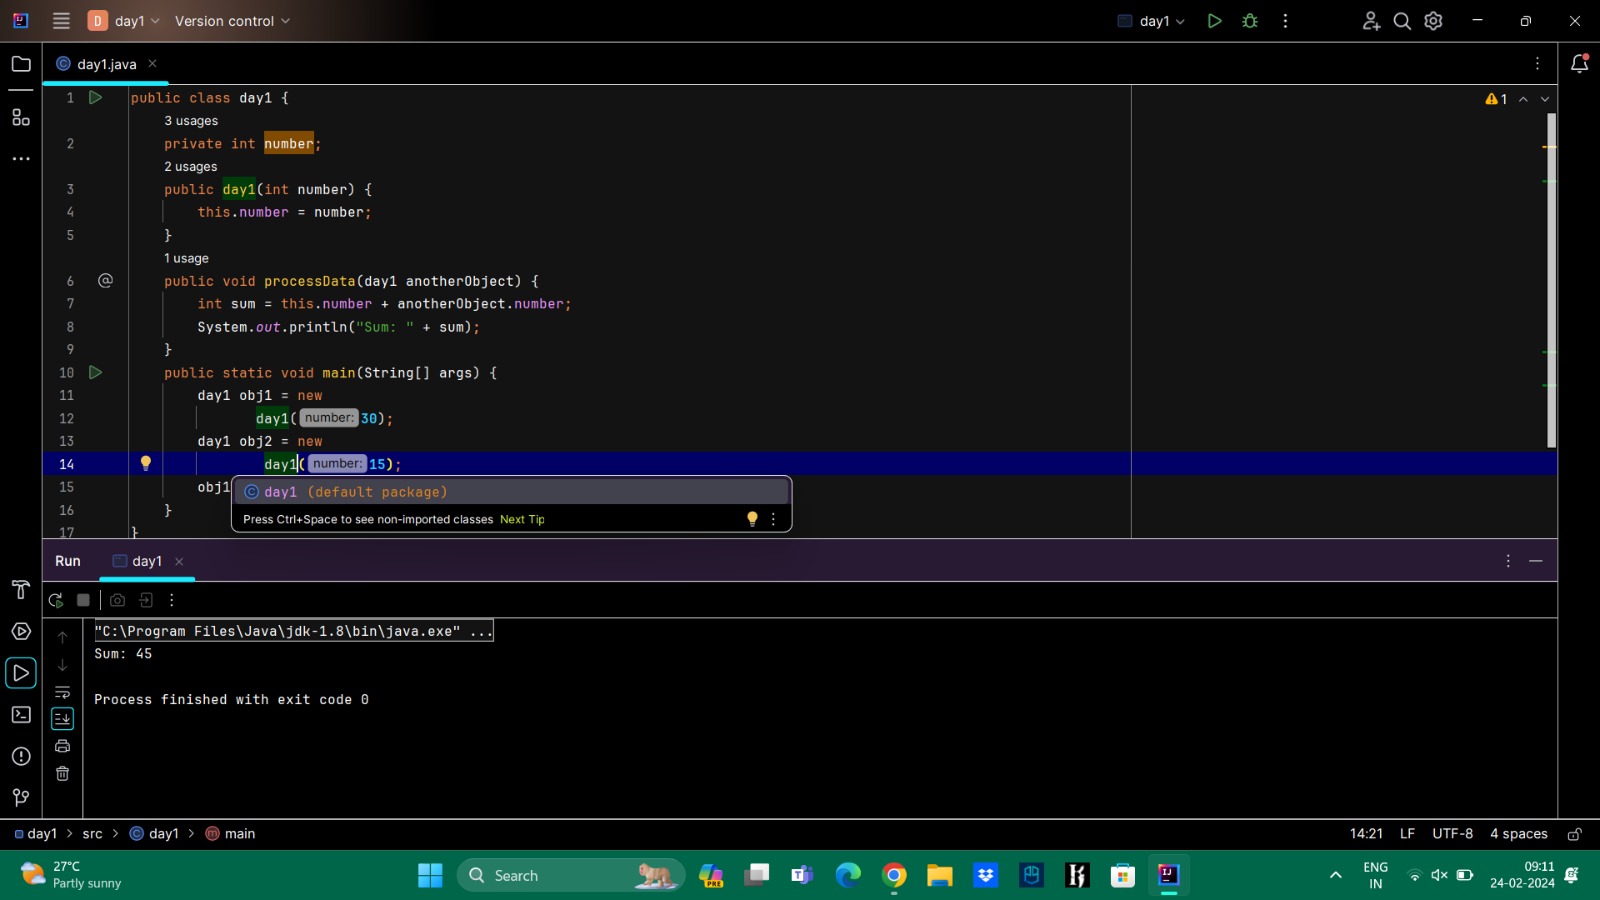 D day1 Version control day1
day1.java
1 public class day1 {
3 usages
2 private int number;
2 usages
3 public day1(int number) {
4 this.number = number;
5 }
1 usage
6 @ public void processData(day1 anotherObject) {
7 int sum = this.number + anotherObject.number;
8 System.out.println("Sum: " + sum);
9 }
10 public static void main(String[] args) {
11 day1 obj1 = new
12 day1( number: 30);
13 day1 obj2 = new
14 day1( number: 15);
15 obj1
16 }
17 }
1
day1 (default package)
Press Ctrl+Space to see non-imported classes Next Tip
Run day1
"C:\Program Files\Java\jdk-1.8\bin\java.exe" ...
Sum: 45
Process finished with exit code 0
day1 > src > day1 > main 14:21 LF UTF-8 4 spaces
27°C
Partly sunny
Search
PRE
ENG
IN
09:11
24-02-2024